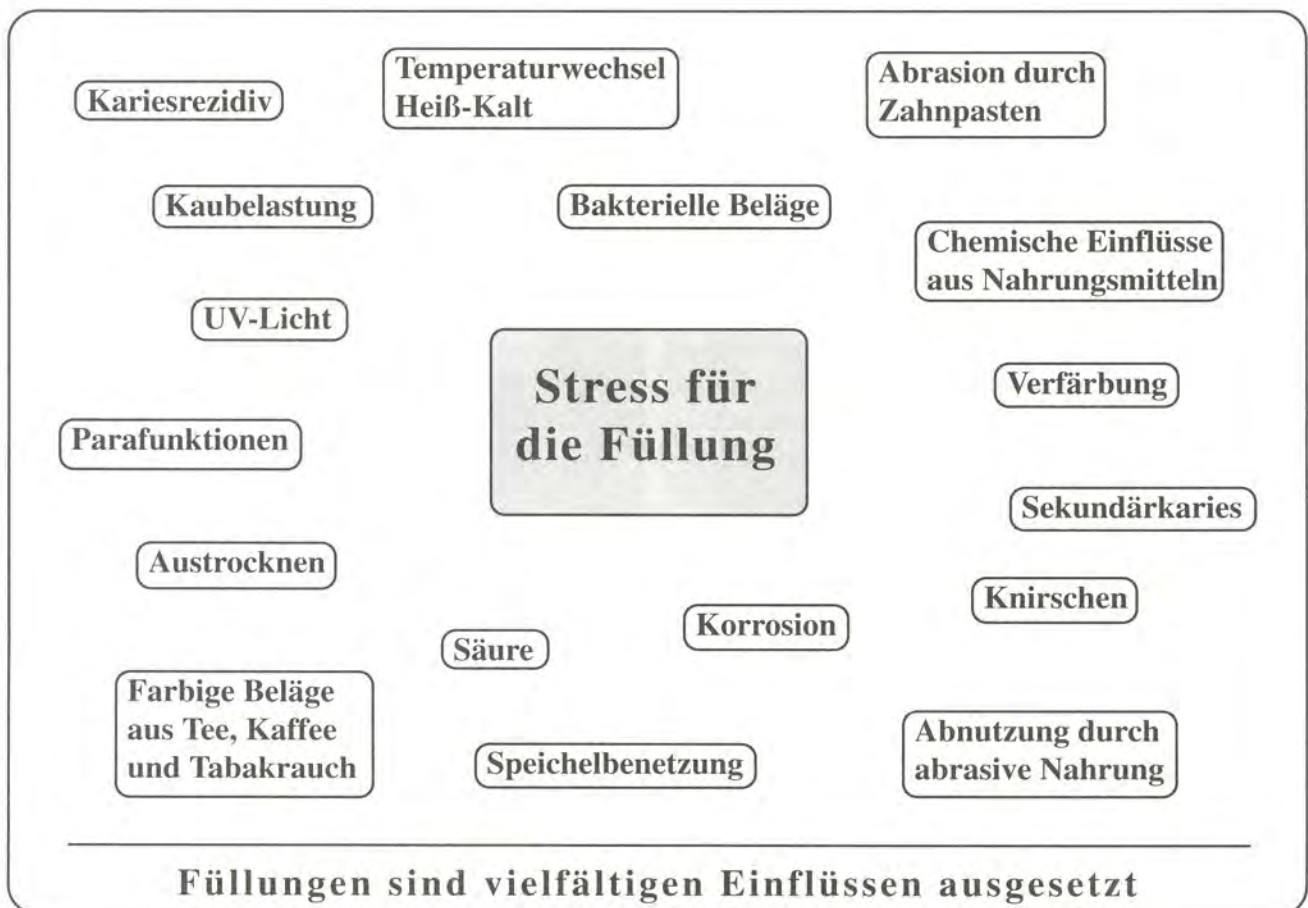 Kariesrezidiv
Temperaturwechsel
Heiß-Kalt
Abrasion durch
Zahnpasten
Kaubelastung
Bakterielle Beläge
Chemische Einflüsse
aus Nahrungsmitteln
UV-Licht
Stress für
die Füllung
Verfärbung
Parafunktionen
Sekundärkaries
Austrocknen
Knirschen
Korrosion
Säure
Farbige Beläge
aus Tee, Kaffee
und Tabakrauch
Speichelbenetzung
Abnutzung durch
abrasive Nahrung
Füllungen sind vielfältigen Einflüssen ausgesetzt